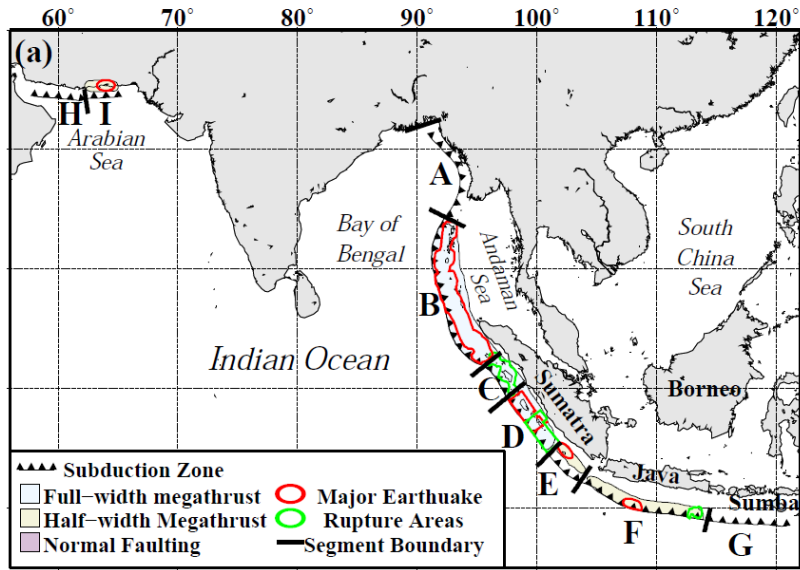 60° 70° 80° 90° 100° 110° 120°
(a)
H I
Arabian
Sea
A
Bay of
Bengal
South
China
Sea
Andaman
Sea
B
Indian Ocean
C
Sumatra
Borneo
D
E
Java
Sumba
F
G
Subduction Zone
Full-width megathrust
Major Earthuake
Half-width Megathrust
Rupture Areas
Normal Faulting
Segment Boundary